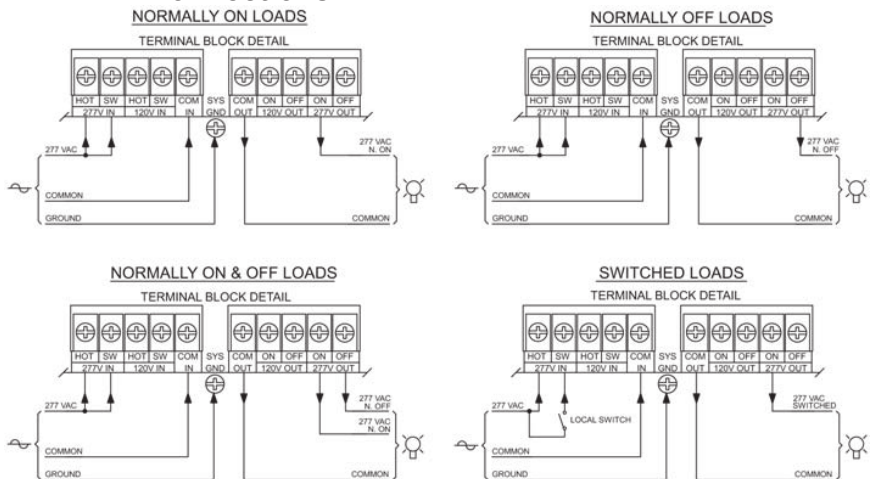 NORMALLY ON LOADS
TERMINAL BLOCK DETAIL
HOT SW HOT SW COM SYS COM ON OFF ON OFF
277V IN 120V IN IN GND OUT 120V OUT 277V OUT
277 VAC
277 VAC
N. ON
COMMON
GROUND
COMMON
NORMALLY OFF LOADS
TERMINAL BLOCK DETAIL
HOT SW HOT SW COM SYS COM ON OFF ON OFF
277V IN 120V IN IN GND OUT 120V OUT 277V OUT
277 VAC
277 VAC
N. OFF
COMMON
GROUND
COMMON
NORMALLY ON & OFF LOADS
TERMINAL BLOCK DETAIL
HOT SW HOT SW COM SYS COM ON OFF ON OFF
277V IN 120V IN IN GND OUT 120V OUT 277V OUT
277 VAC
277 VAC
N. OFF
277 VAC
N. ON
COMMON
GROUND
COMMON
SWITCHED LOADS
TERMINAL BLOCK DETAIL
HOT SW HOT SW COM SYS COM ON OFF ON OFF
277V IN 120V IN IN GND OUT 120V OUT 277V OUT
277 VAC
LOCAL SWITCH
277 VAC
SWITCHED
COMMON
GROUND
COMMON